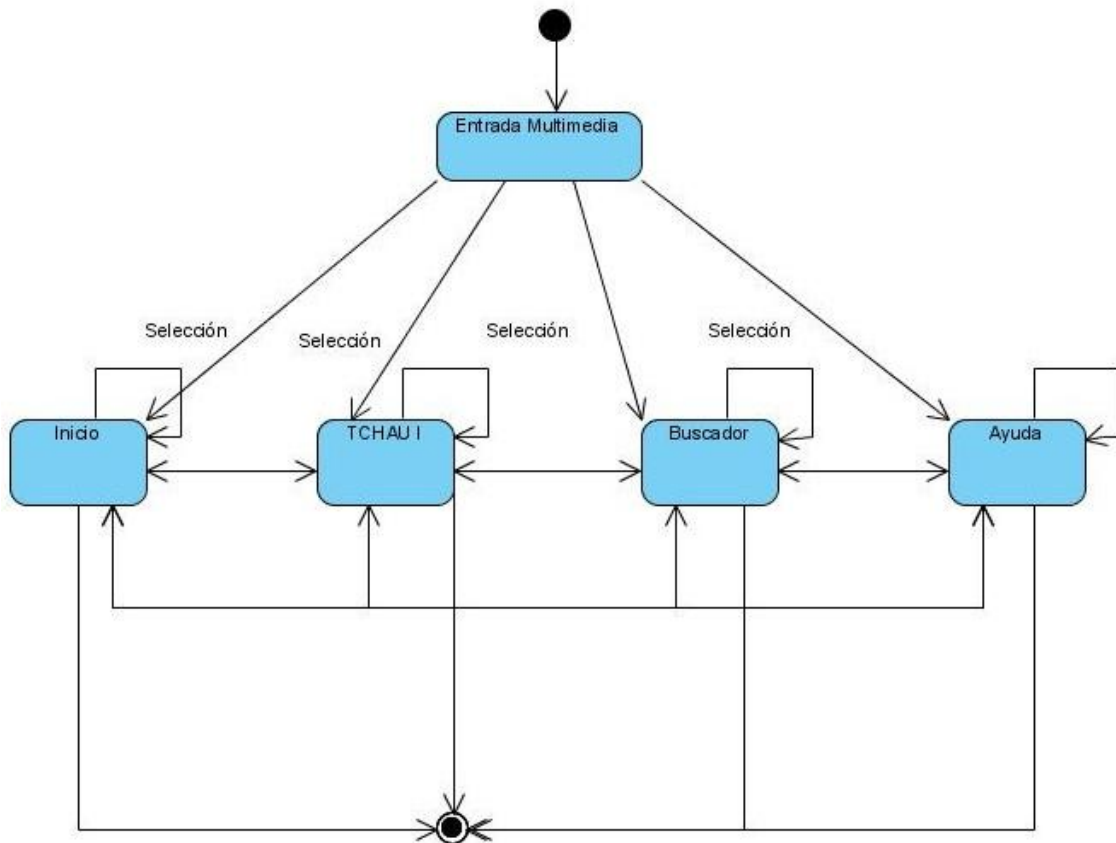 Entrada Multimedia
Selección
Selección
Selección
Selección
Inicio
TCHAU I
Buscador
Ayuda